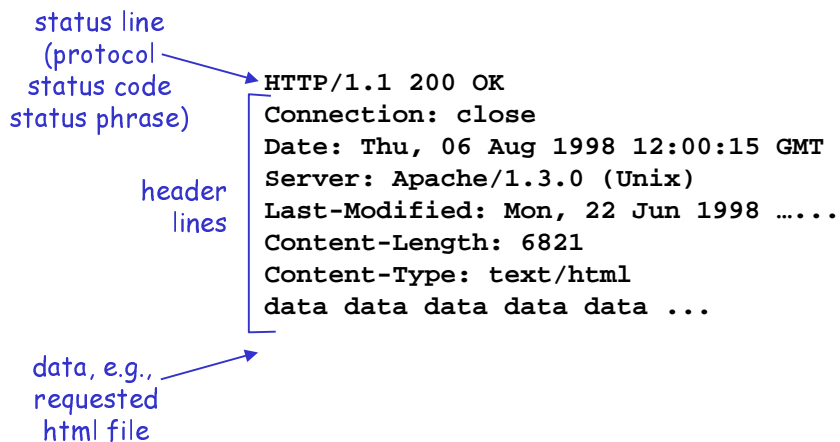 status line
(protocol
status code
status phrase)
HTTP/1.1 200 OK
Connection: close
Date: Thu, 06 Aug 1998 12:00:15 GMT
Server: Apache/1.3.0 (Unix)
Last-Modified: Mon, 22 Jun 1998 …...
Content-Length: 6821
Content-Type: text/html
data data data data data ...
header
lines
data, e.g.,
requested
html file